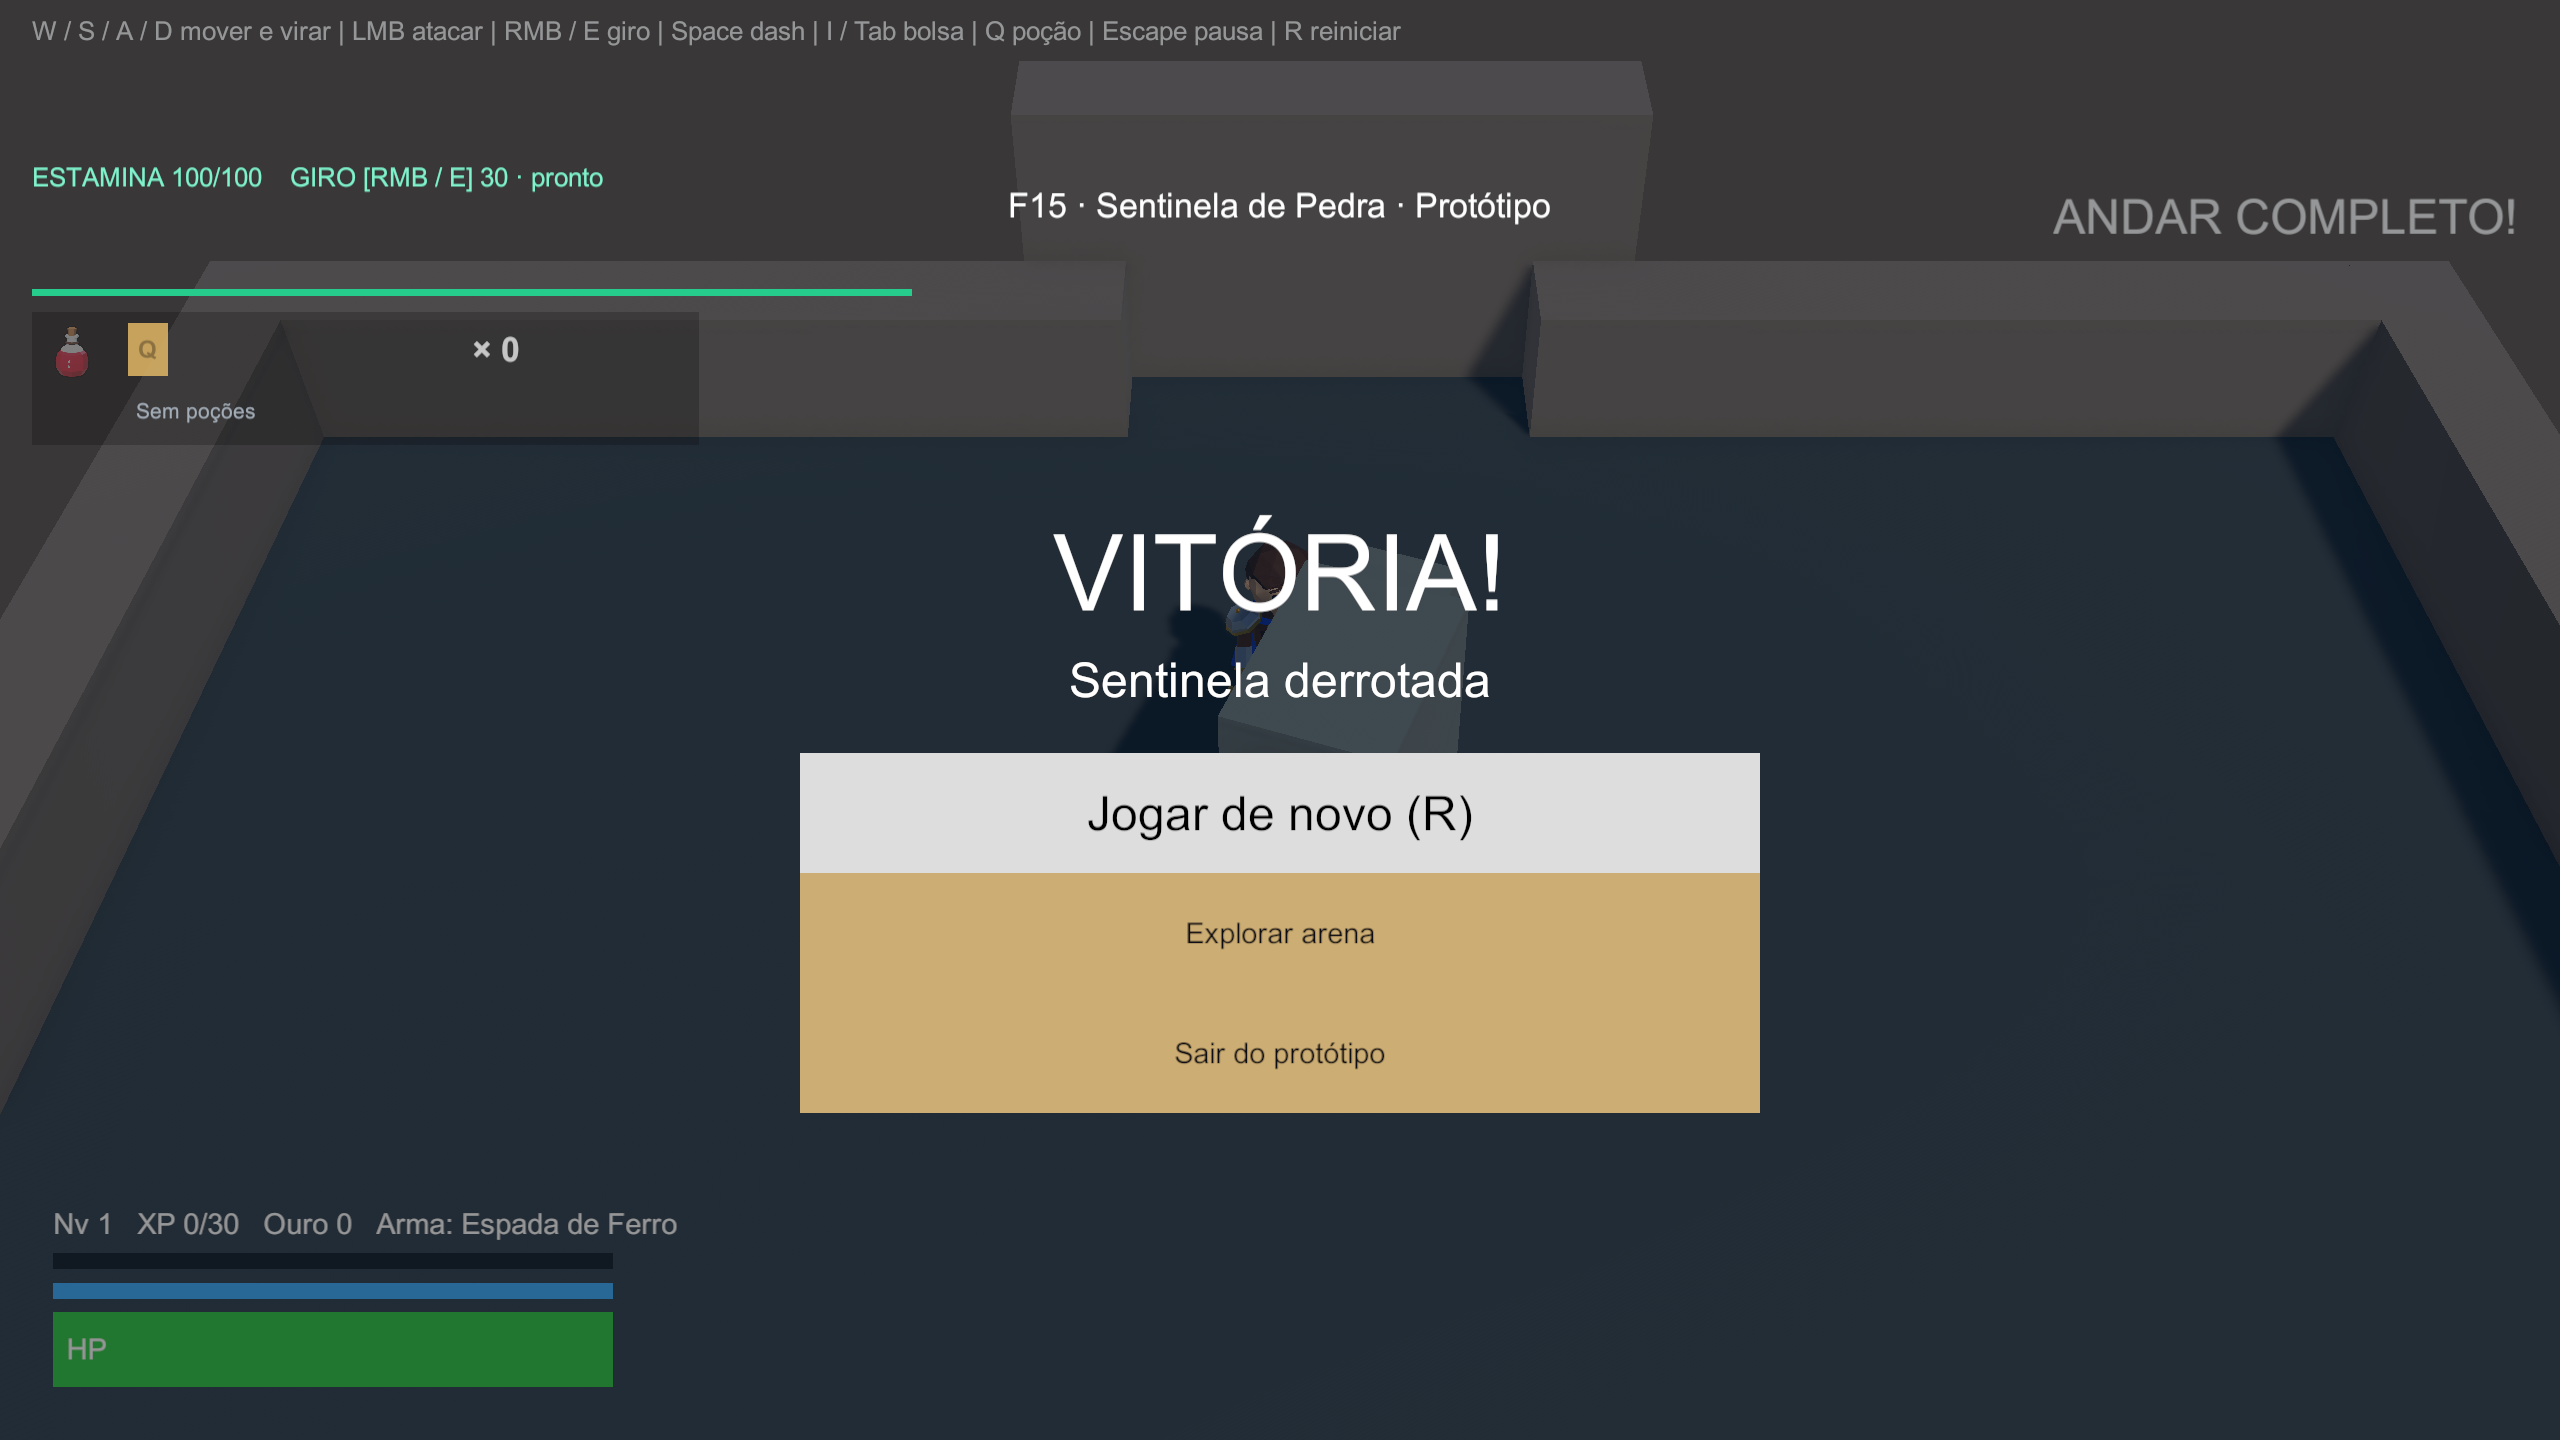 W / S / A / D mover e virar | LMB atacar | RMB / E giro | Space dash | I / Tab bolsa | Q poção | Escape pausa | R reiniciar
ESTAMINA 100/100 GIRO [RMB / E] 30 · pronto
F15 · Sentinela de Pedra · Protótipo
ANDAR COMPLETO!
Q × 0
Sem poções
VITÓRIA!
Sentinela derrotada
Jogar de novo (R)
Explorar arena
Sair do protótipo
Nv 1 XP 0/30 Ouro 0 Arma: Espada de Ferro
HP